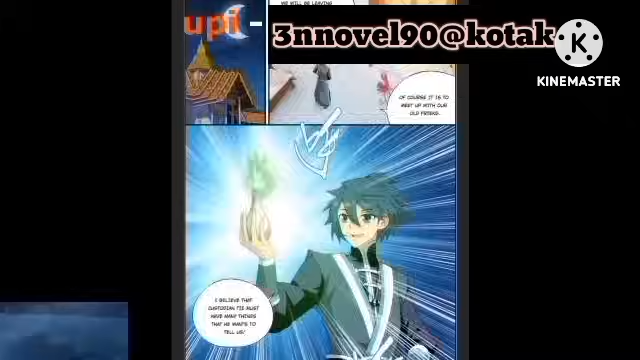 WE WILL BE LEAVING
upi -
3nnovel90@kotak
KINEMASTER
OF COURSE IT IS TO
MEET UP WITH OUR
OLD FRIEND.
I BELIEVE THAT
CUSTODIAN TIE MUST
HAVE MANY THINGS
THAT HE WANTS TO
TELL US!